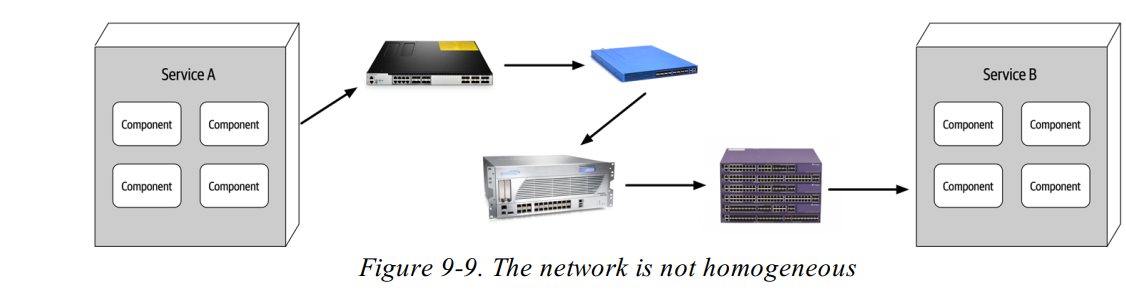 Service A
Component Component
Component Component
Service B
Component Component
Component Component
Figure 9-9. The network is not homogeneous